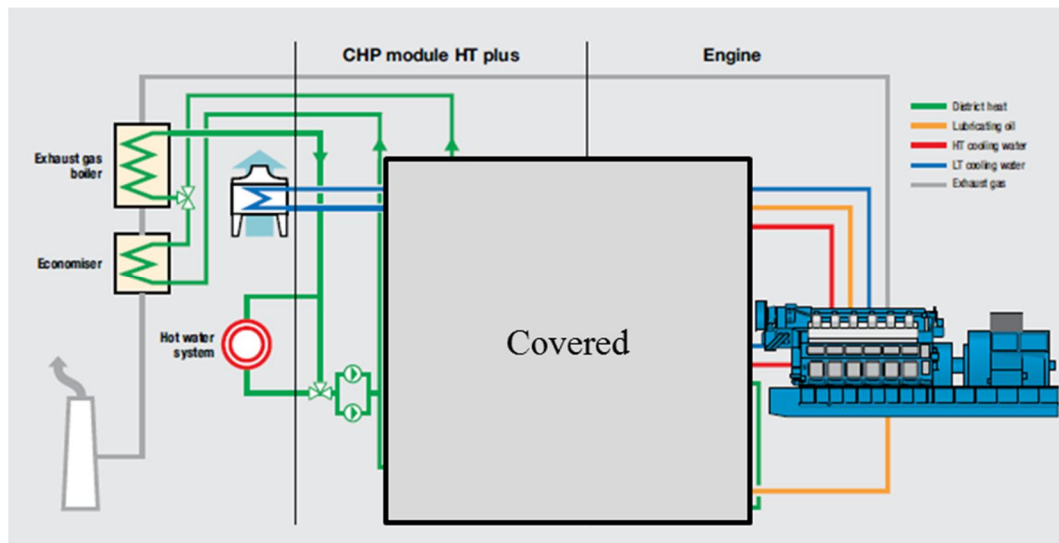 CHP module HT plus
Engine
District heat
Lubricating oil
HT cooling water
LT cooling water
Exhaust gas
Exhaust gas
boiler
Economiser
Hot water
system
Covered